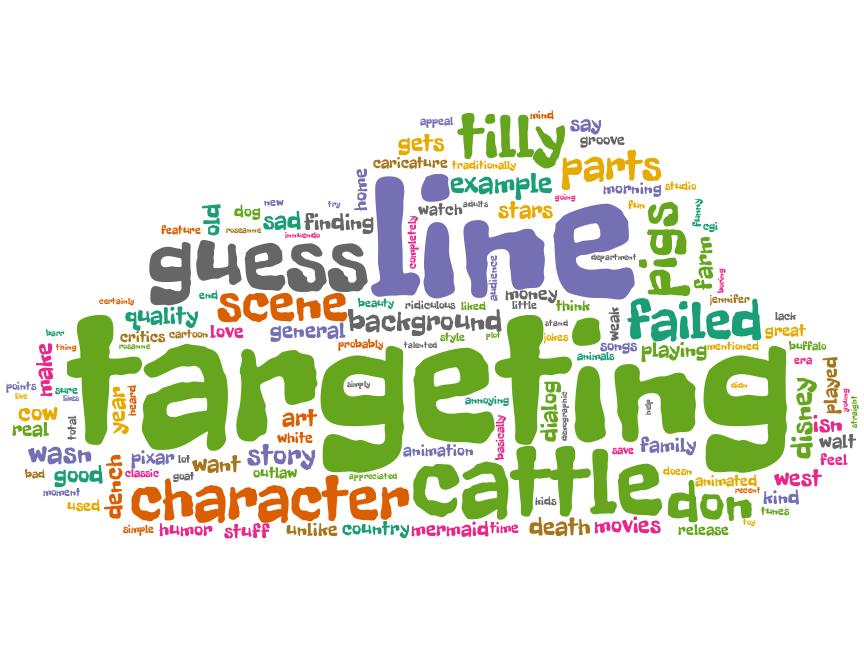 appeal
tilly
mind
say
gets
groove
caricature
traditionally
parts
home
line
example
morning
studio
old
dog
new
try
watch
adults
going
stars
fun
funny
feature
roseanne
sad
finding
innuendo
completely
pigs
cgi.
farm
guess
audience
department
boring
certainly
end
scene
beauty
ridiculous
liked
money
little
think
jennifer
quality
background
weak
failed
lack
barr
critics
cartoon
love
general
style
plot
stand
jokes
great
thing
rosanne
probably
talented
songs
playing
mentioned
buffalo
make
targeting
animals
era
points
sure
simply
didn
disney
played
live
likes
year
heard
annoying
dialog
demographic
help
young
straight
cow
total
art
real
white
basically
isn
wash
pixar
lot
want
story
animation
save
family
walt
feel
bad
good
dench
classic
goat
outlaw
appreciated
cattle
doesn
animated
west
moment
character
kids
don
recent
kind
used
toy
tunes
simple
humor
stuff
unlike
country
mermaid
time
death
movies
release